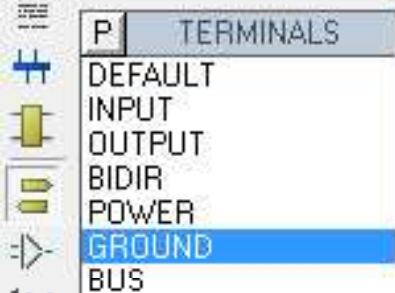 P TERMINALS
DEFAULT
INPUT
OUTPUT
BIDIR
POWER
GROUND
BUS